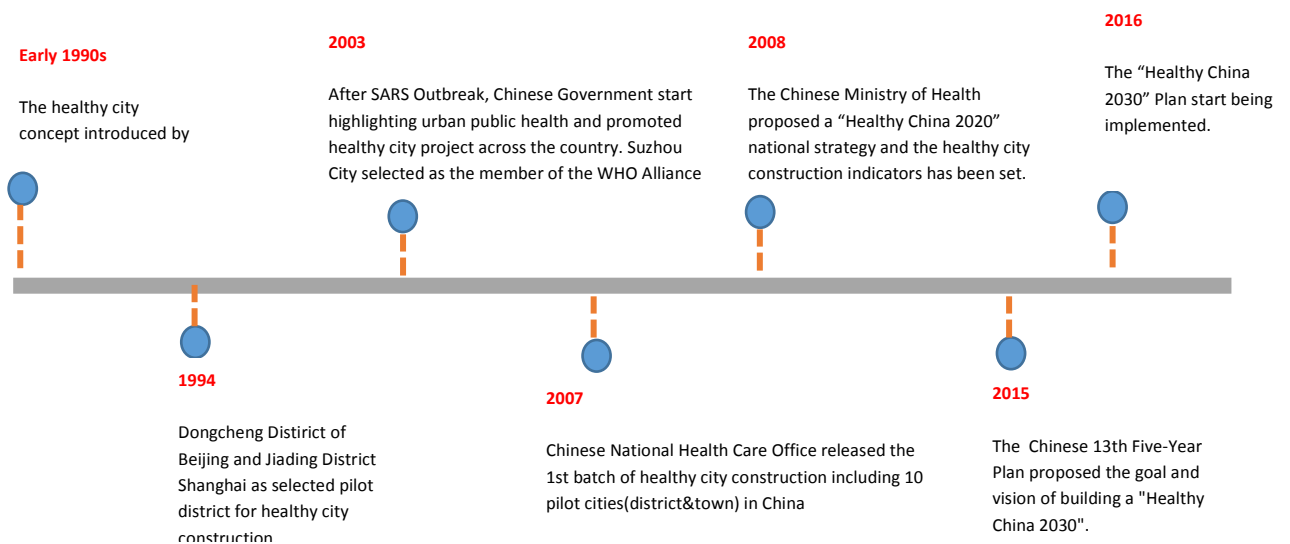 Early 1990s
The healthy city
concept introduced by
2003
After SARS Outbreak, Chinese Government start
highlighting urban public health and promoted
healthy city project across the country. Suzhou
City selected as the member of the WHO Alliance
2008
The Chinese Ministry of Health
proposed a “Healthy China 2020”
national strategy and the healthy city
construction indicators has been set.
2016
The “Healthy China
2030” Plan start being
implemented.
1994
Dongcheng Distirict of
Beijing and Jiading District
Shanghai as selected pilot
district for healthy city
construction
2007
Chinese National Health Care Office released the
1st batch of healthy city construction including 10
pilot cities(district&town) in China
2015
The  Chinese 13th Five-Year
Plan proposed the goal and
vision of building a "Healthy
China 2030".